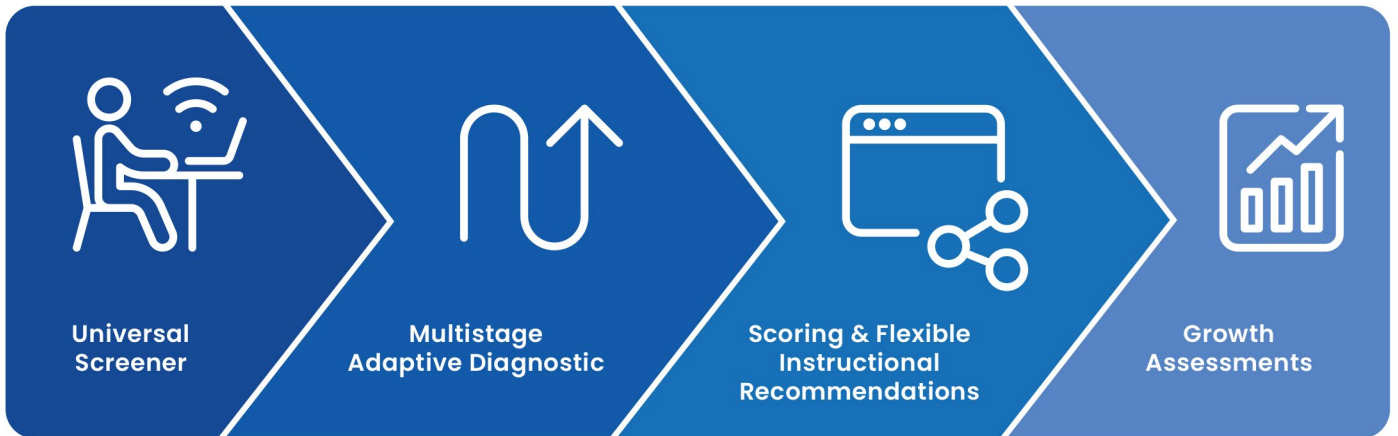 Universal
Screener
Multistage
Adaptive Diagnostic
Scoring & Flexible
Instructional
Recommendations
Growth
Assessments